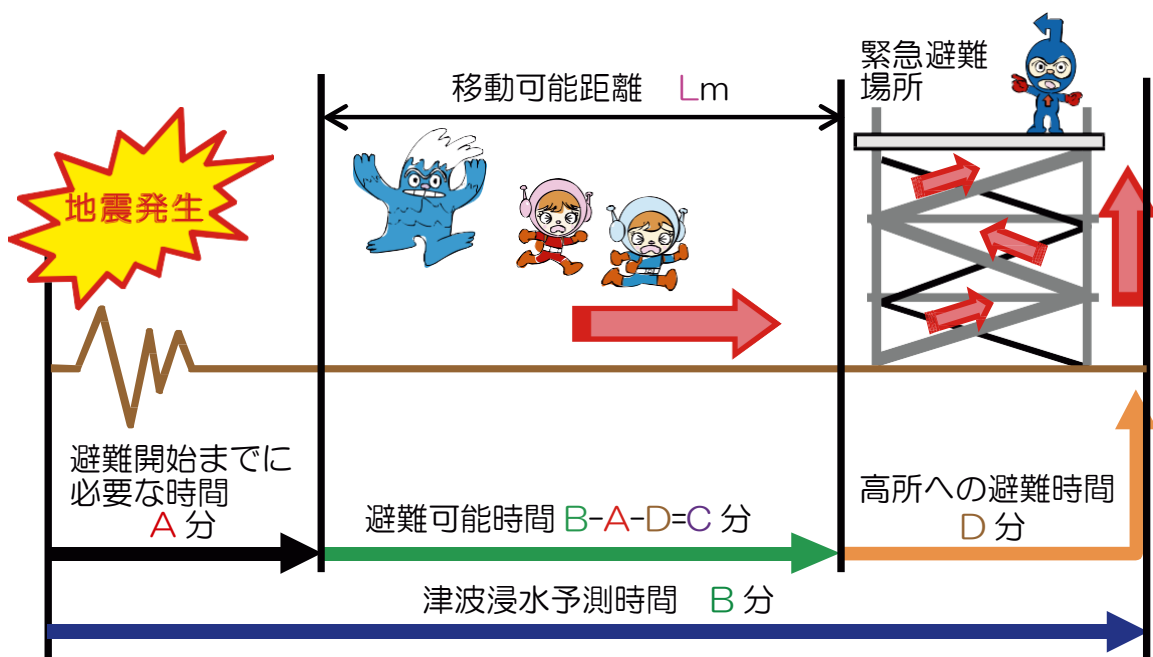 移動可能距離 Lm
緊急避難
場所
地震発生
避難開始までに
必要な時間
A 分
避難可能時間 B-A-D=C 分
高所への避難時間
D 分
津波浸水予測時間 B 分